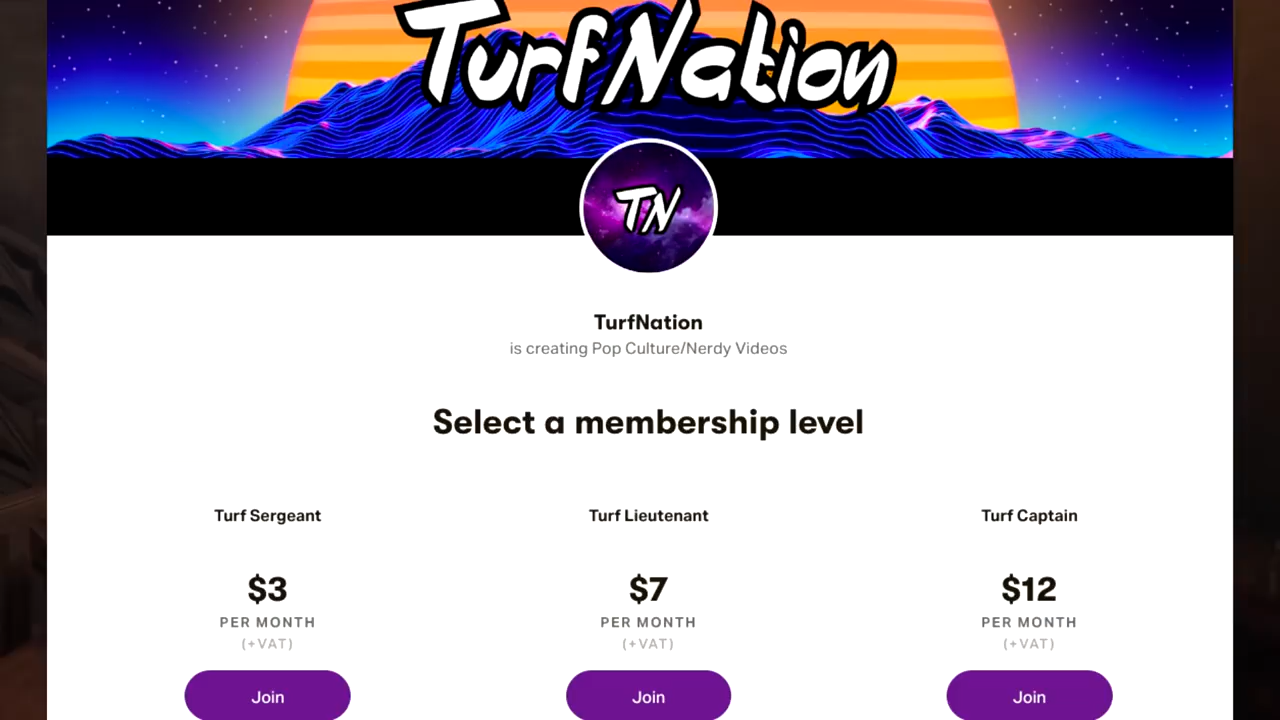 TurfNation
TN
TurfNation
is creating Pop Culture/Nerdy Videos
Select a membership level
Turf Sergeant
Turf Lieutenant
Turf Captain
$3
$7
$12
PER MONTH
PER MONTH
PER MONTH
(+VAT)
(+VAT)
(+VAT)
Join
Join
Join